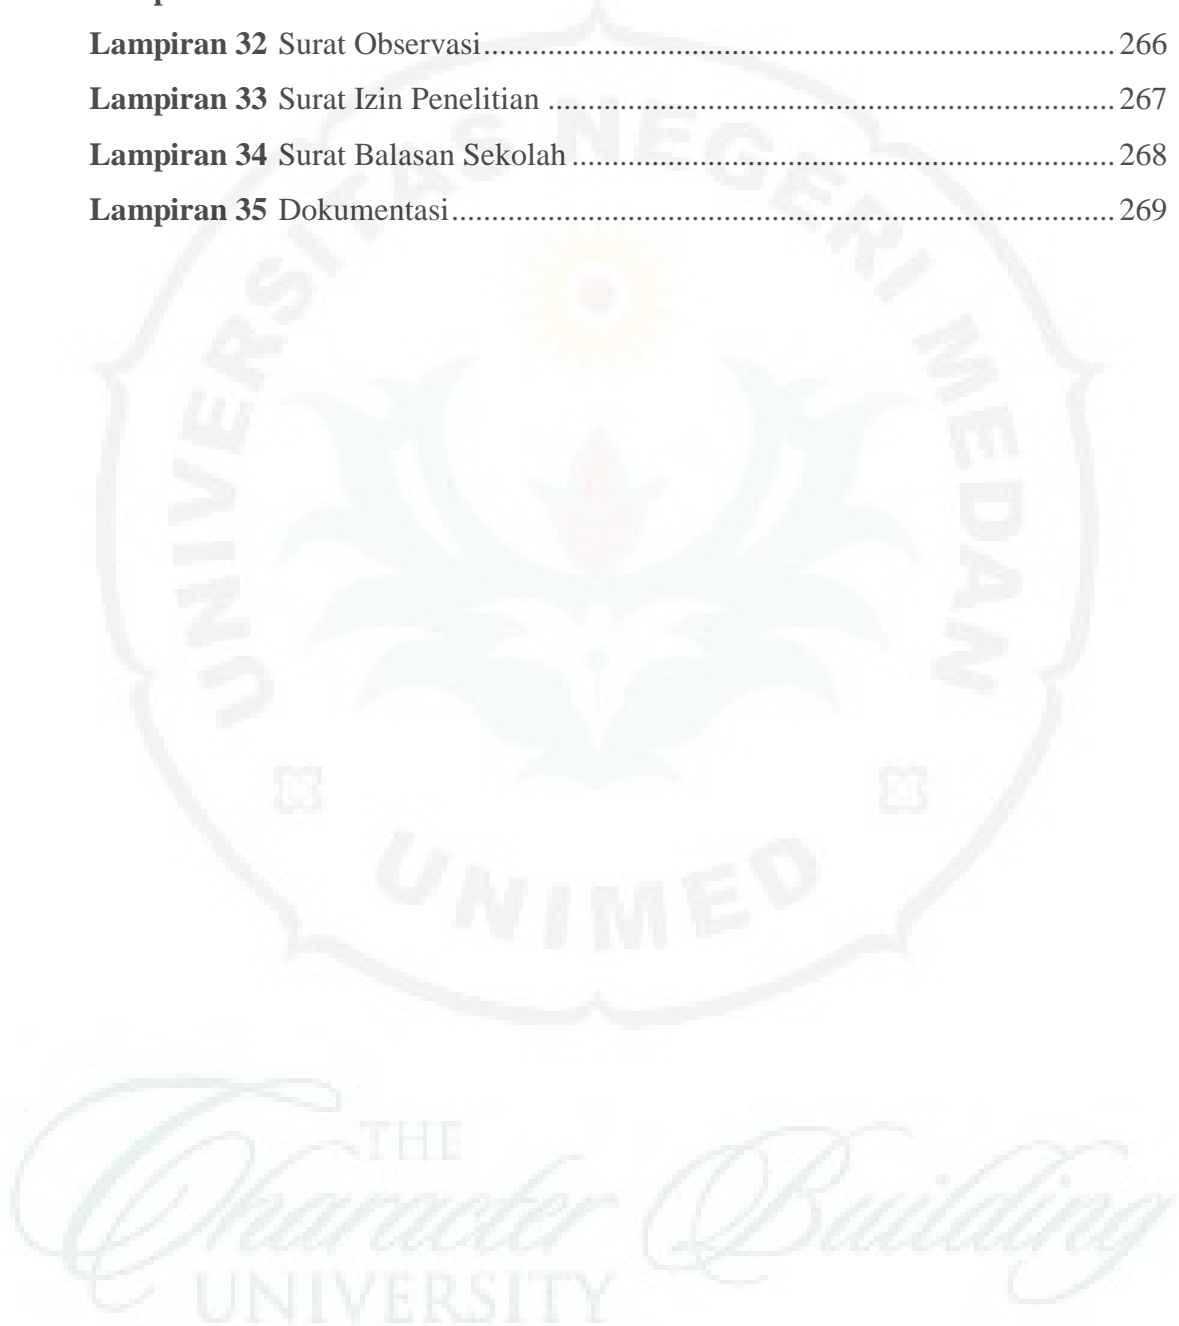 Lampiran 32 Surat Observasi............................................................................... 266
Lampiran 33 Surat Izin Penelitian ....................................................................... 267
Lampiran 34 Surat Balasan Sekolah .................................................................... 268
Lampiran 35 Dokumentasi................................................................................... 269
UNIVERSITAS NEGERI MEDAN
UNIMED
THE
Character Building
UNIVERSITY